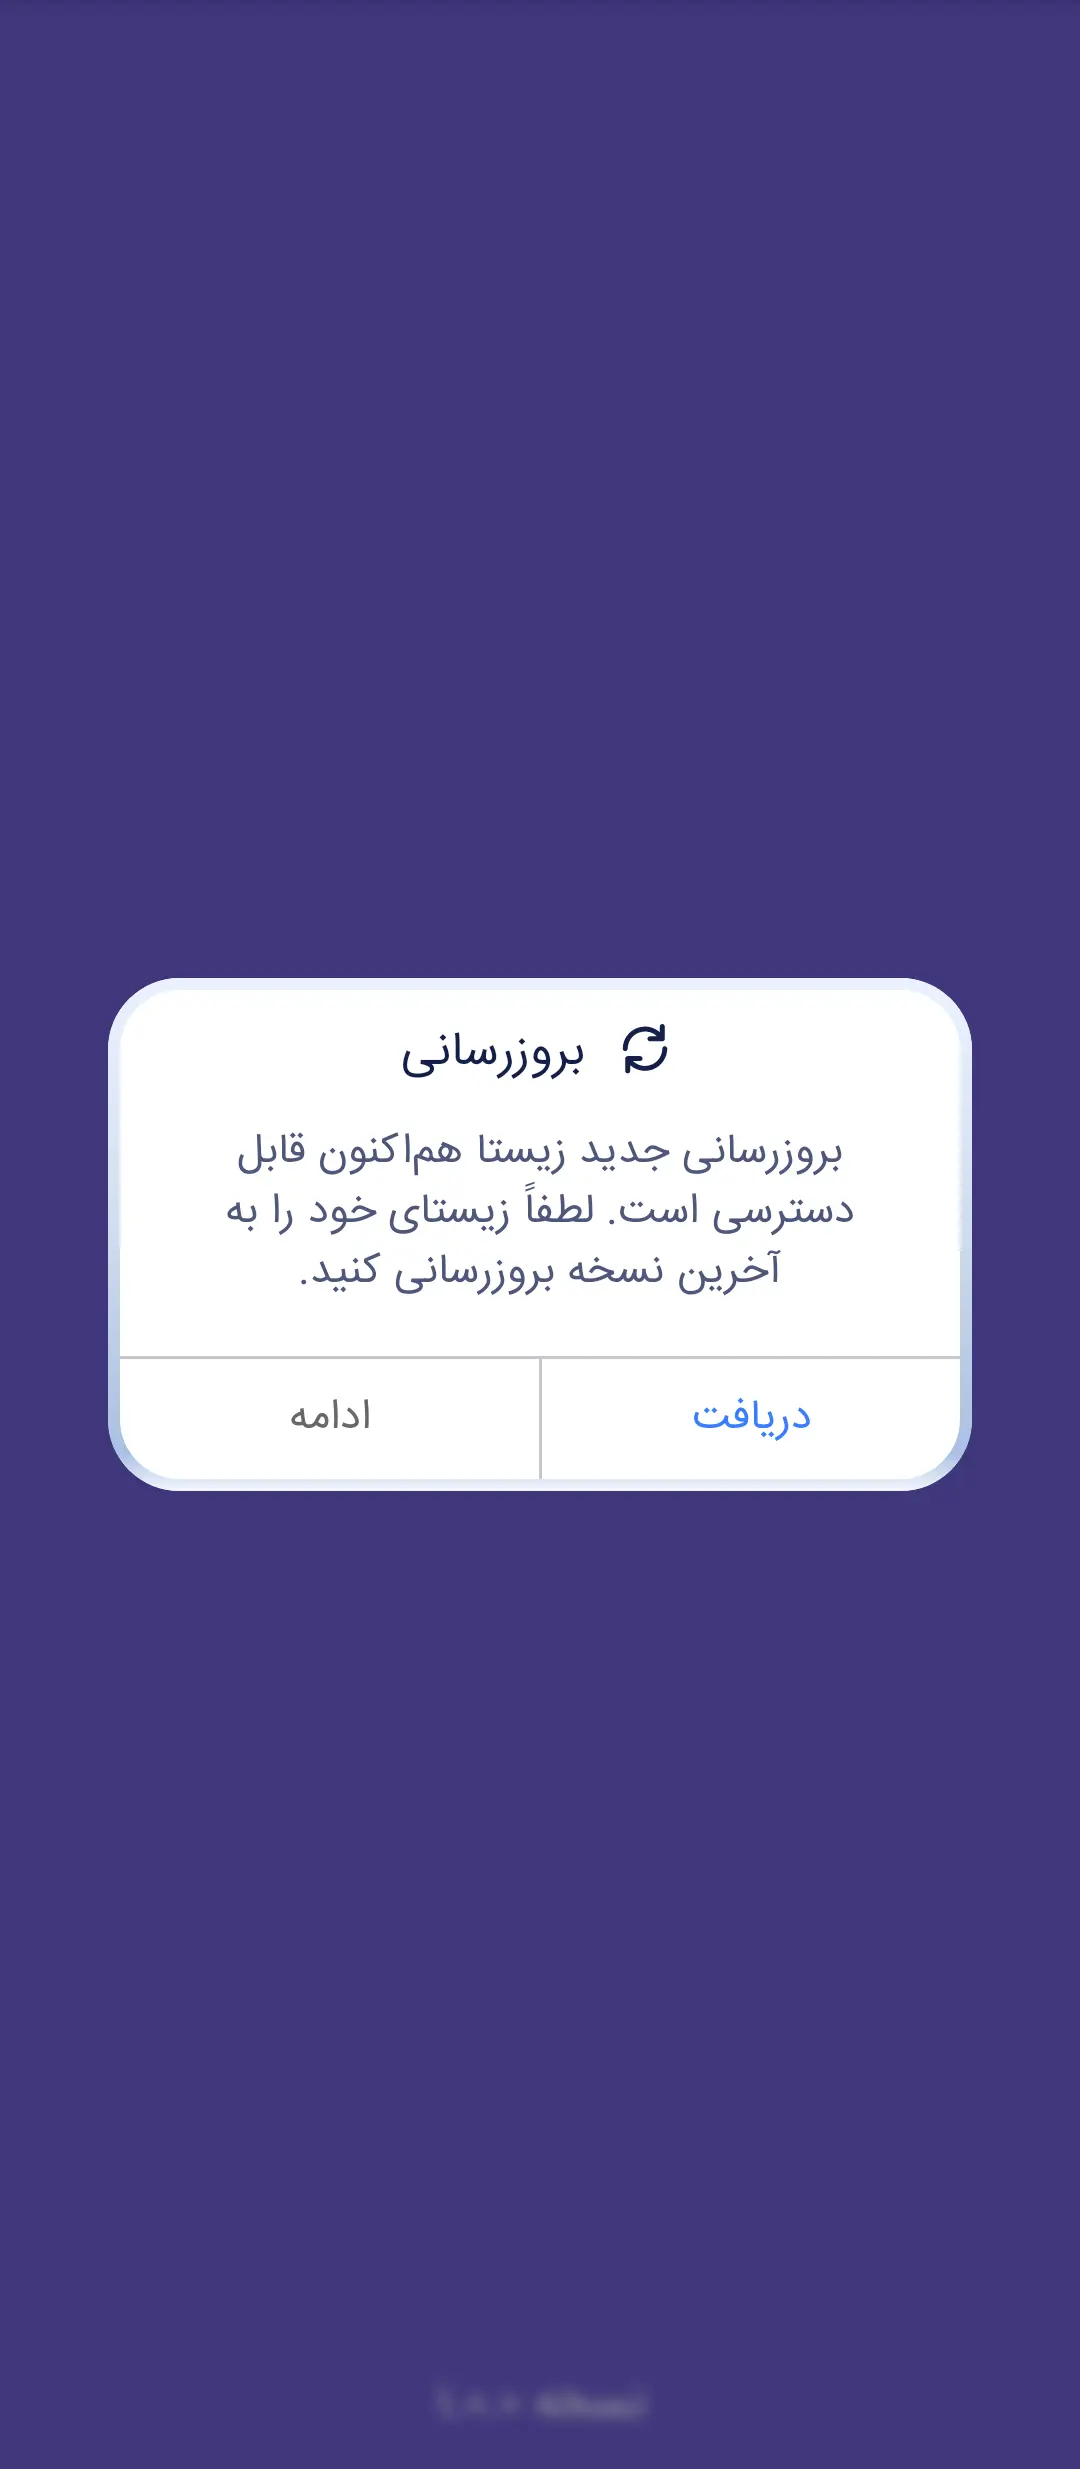 بروزرسانی
بروزرسانی جدید زیستا هم‌اکنون قابل
دسترسی است. لطفاً زیستای خود را به
آخرین نسخه بروزرسانی کنید.
دریافت
ادامه
نسخه